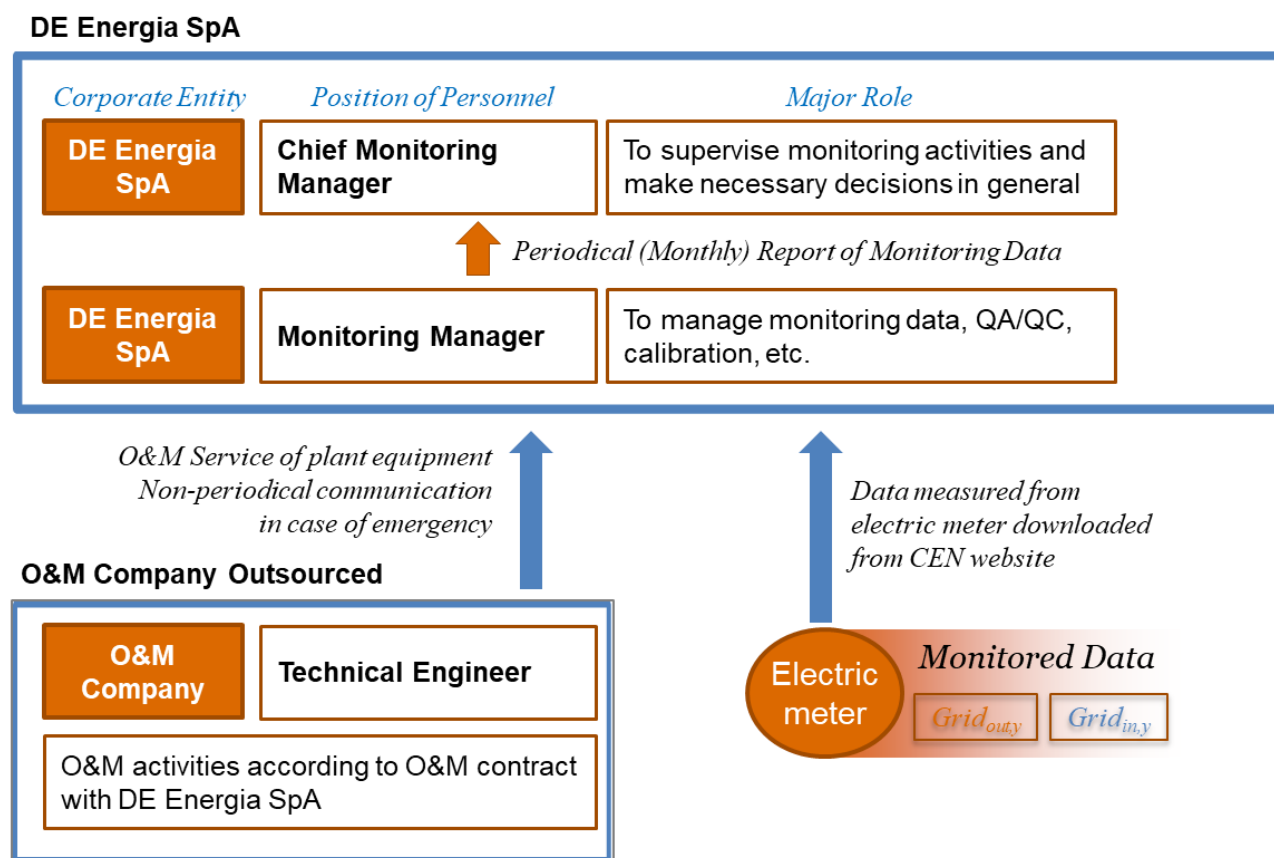 DE Energia SpA
Corporate Entity
Position of Personnel
Major Role
DE Energia
SpA
Chief Monitoring
Manager
To supervise monitoring activities and
make necessary decisions in general
Periodical (Monthly) Report of Monitoring Data
DE Energia
SpA
Monitoring Manager
To manage monitoring data, QA/QC,
calibration, etc.
O&M Service of plant equipment
Non-periodical communication
in case of emergency
Data measured from
electric meter downloaded
from CEN website
O&M Company Outsourced
O&M
Company
Technical Engineer
O&M activities according to O&M contract
with DE Energia SpA
Electric
meter
Monitored Data
Grid_out,y
Grid_in,y